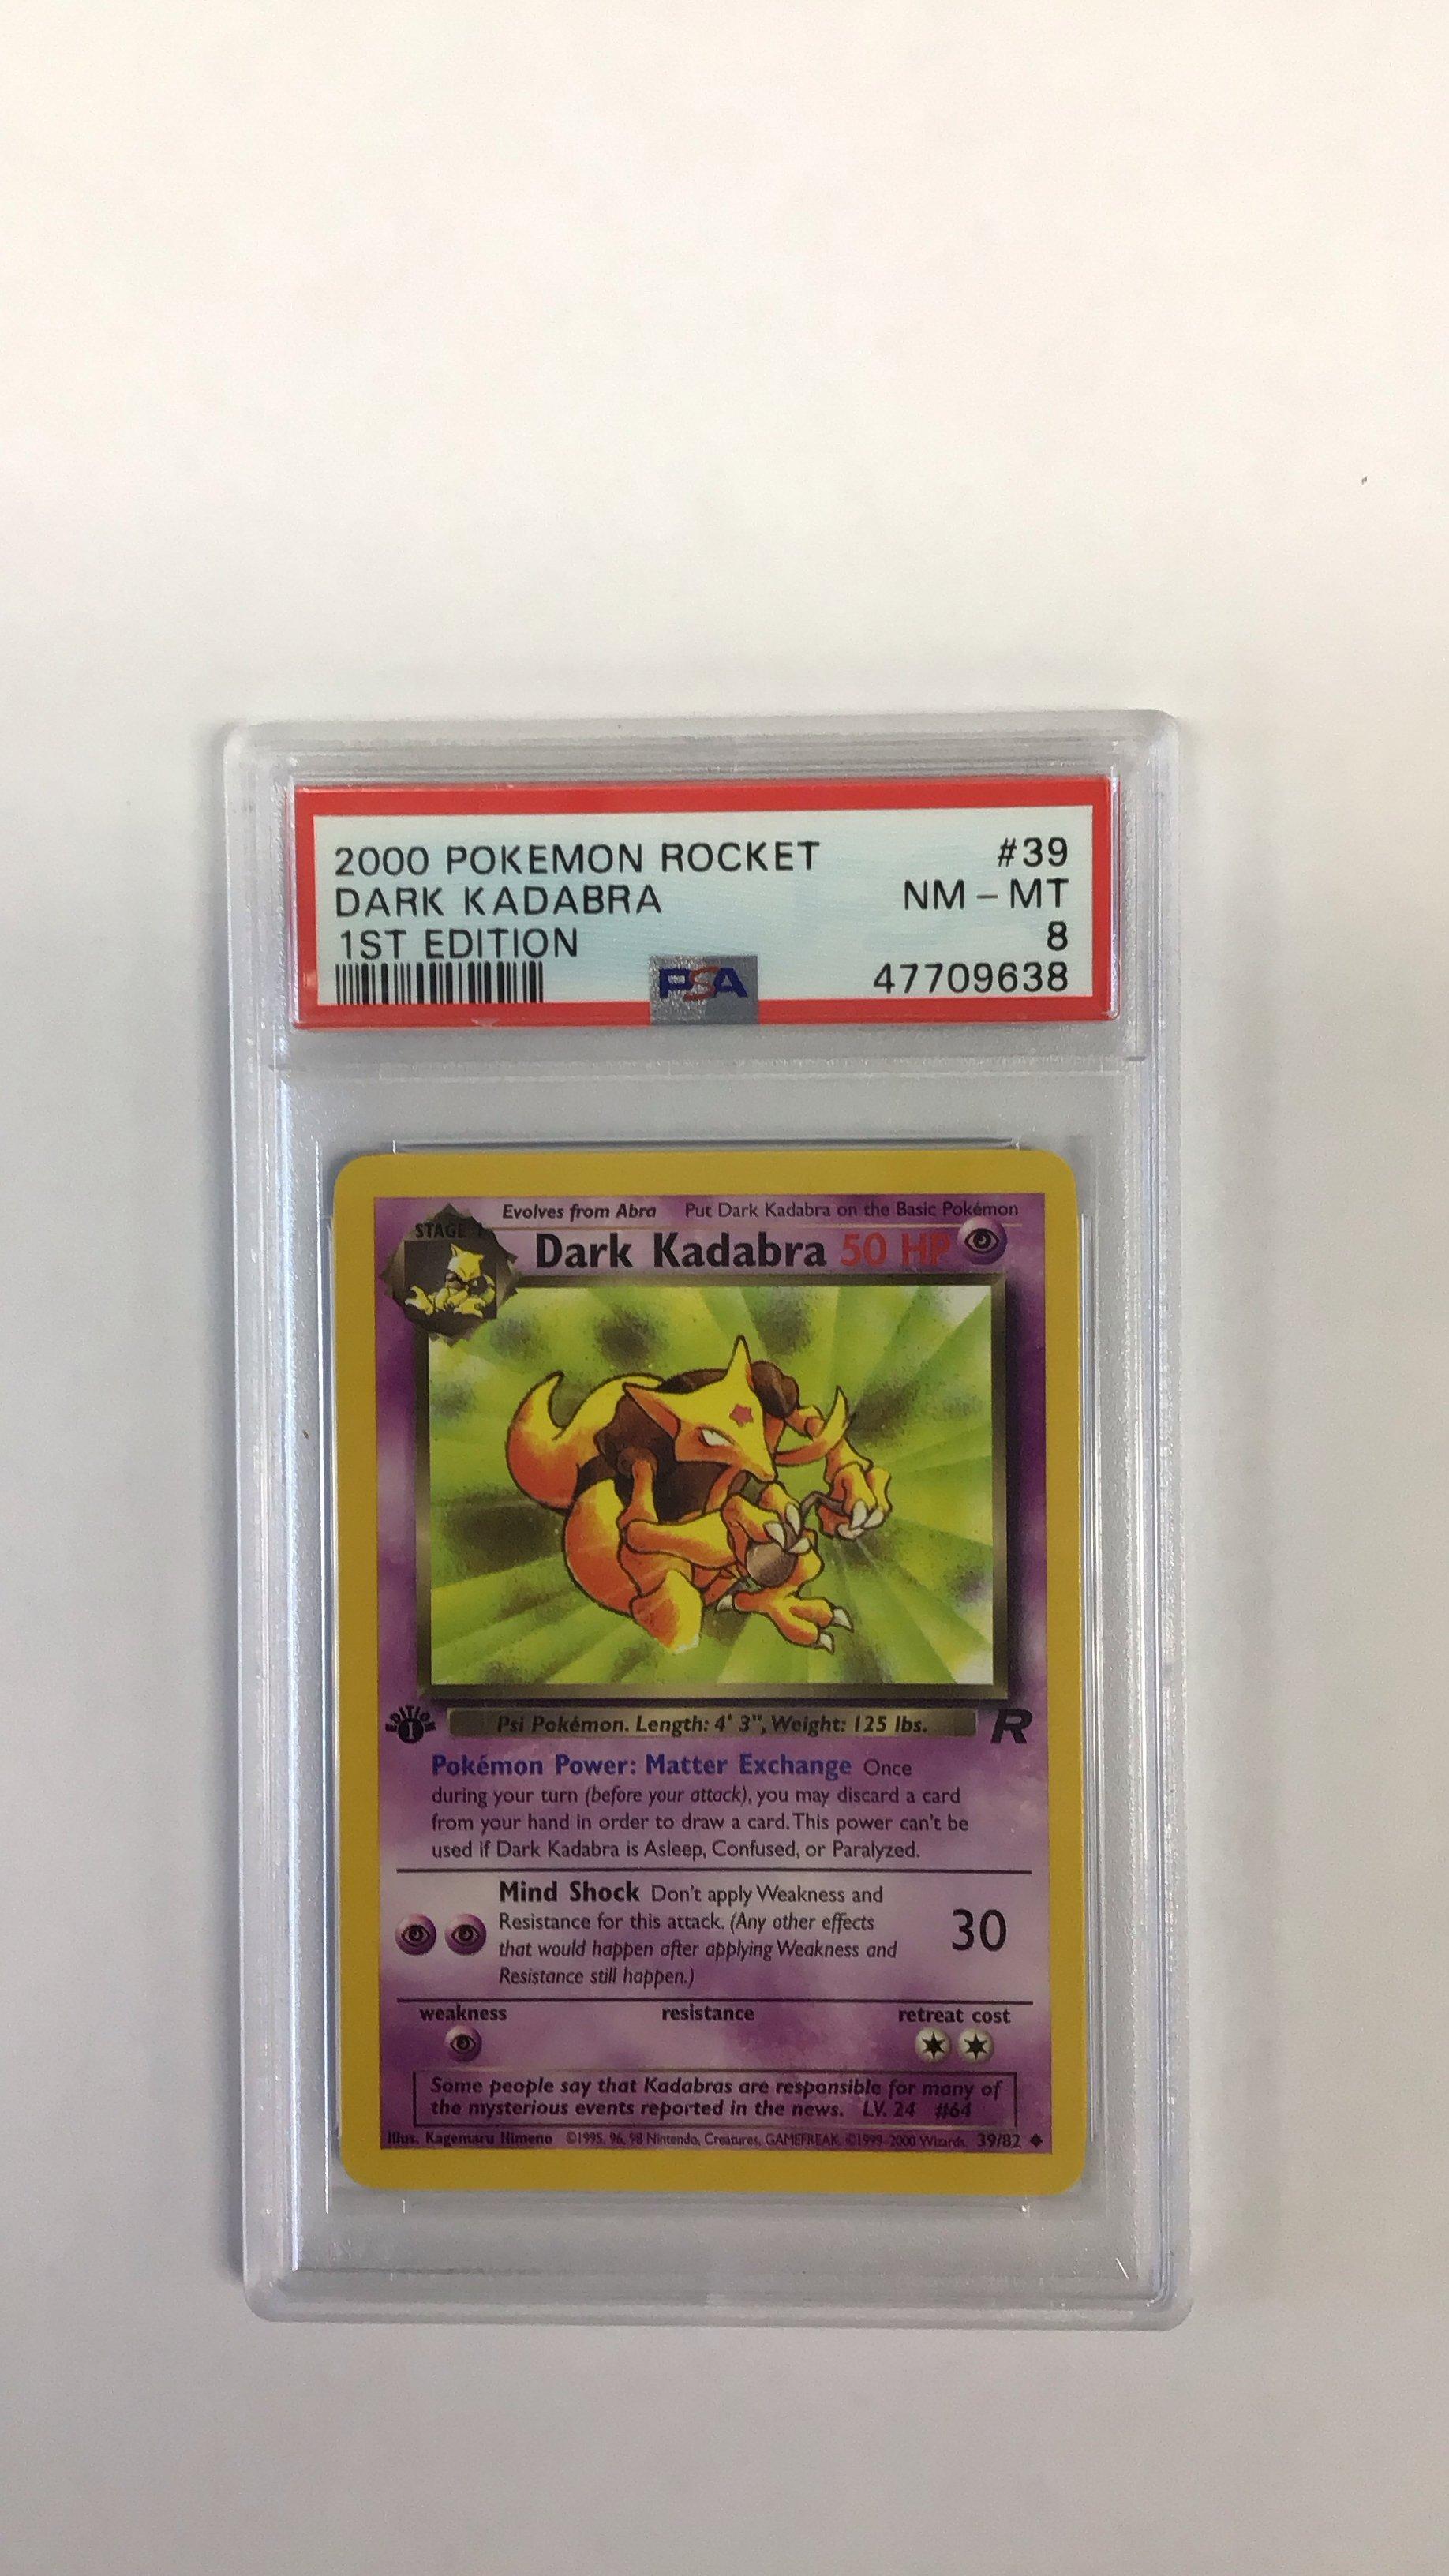 2000 POKEMON ROCKET #39
DARK KADABRA NM - MT
1ST EDITION 8
PSA 47709638
Evolves from Abra Put Dark Kadabra on the Basic Pokémon
STAGE 1
Dark Kadabra 50 HP
EDITION 1
Psi Pokémon. Length: 4' 3", Weight: 125 lbs. R
Pokémon Power: Matter Exchange Once
during your turn (before your attack), you may discard a card
from your hand in order to draw a card. This power can't be
used if Dark Kadabra is Asleep, Confused, or Paralyzed.
Mind Shock Don't apply Weakness and
Resistance for this attack. (Any other effects
that would happen after applying Weakness and
Resistance still happen.)
30
weakness resistance retreat cost
Some people say that Kadabras are responsible for many of
the mysterious events reported in the news. LV. 24 #64
Illus. Kagemaru Himeno ©1995, 96, 98 Nintendo, Creatures, GAMEFREAK. ©1999-2000 Wizards. 39/82